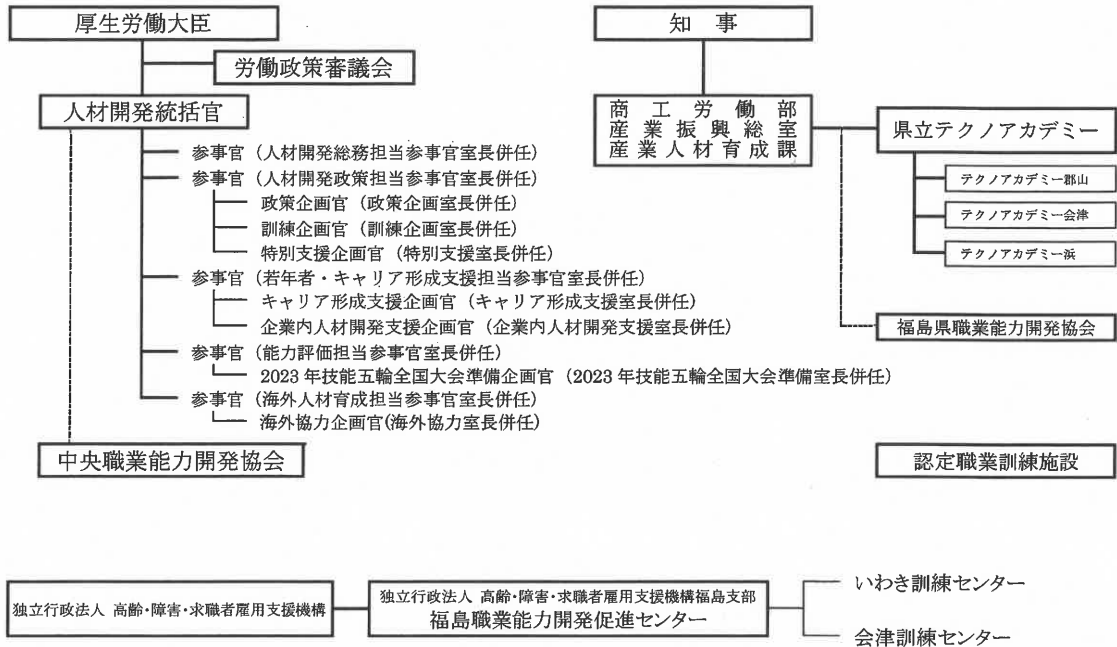 厚生労働大臣
労働政策審議会
人材開発統括官
参事官（人材開発総務担当参事官室長併任）
参事官（人材開発政策担当参事官室長併任）
政策企画官（政策企画室長併任）
訓練企画官（訓練企画室長併任）
特別支援企画官（特別支援室長併任）
参事官（若年者・キャリア形成支援担当参事官室長併任）
キャリア形成支援企画官（キャリア形成支援室長併任）
企業内人材開発支援企画官（企業内人材開発支援室長併任）
参事官（能力評価担当参事官室長併任）
2023年技能五輪全国大会準備企画官（2023年技能五輪全国大会準備室長併任）
参事官（海外人材育成担当参事官室長併任）
海外協力企画官(海外協力室長併任)
中央職業能力開発協会
知　事
商工労働部
産業振興総室
産業人材育成課
県立テクノアカデミー
テクノアカデミー郡山
テクノアカデミー会津
テクノアカデミー浜
福島県職業能力開発協会
認定職業訓練施設
独立行政法人 高齢・障害・求職者雇用支援機構
独立行政法人 高齢・障害・求職者雇用支援機構福島支部
福島職業能力開発促進センター
いわき訓練センター
会津訓練センター